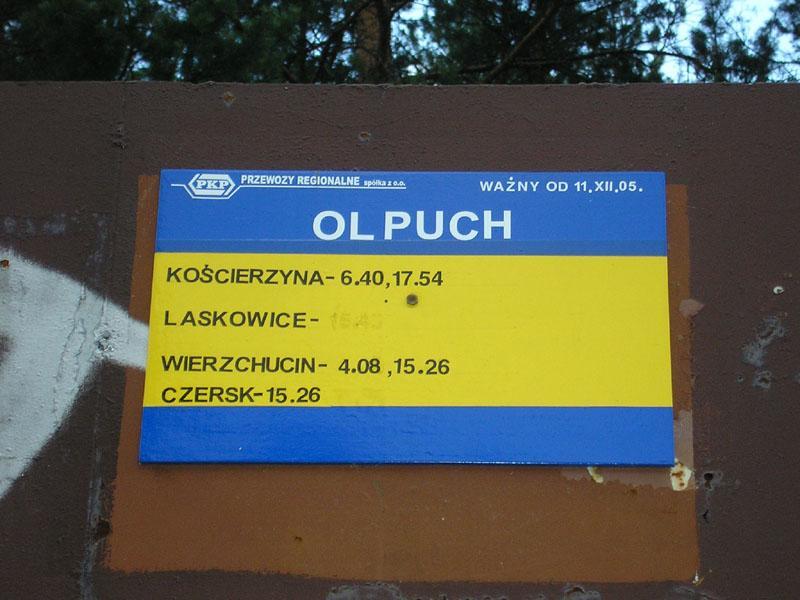 PKP PRZEWOZY REGIONALNE spółka z o.o. WAŻNY OD 11.XII.05.
OLPUCH
KOŚCIERZYNA- 6.40,17.54
LASKOWICE-
WIERZCHUCIN- 4.08 ,15.26
CZERSK-15.26